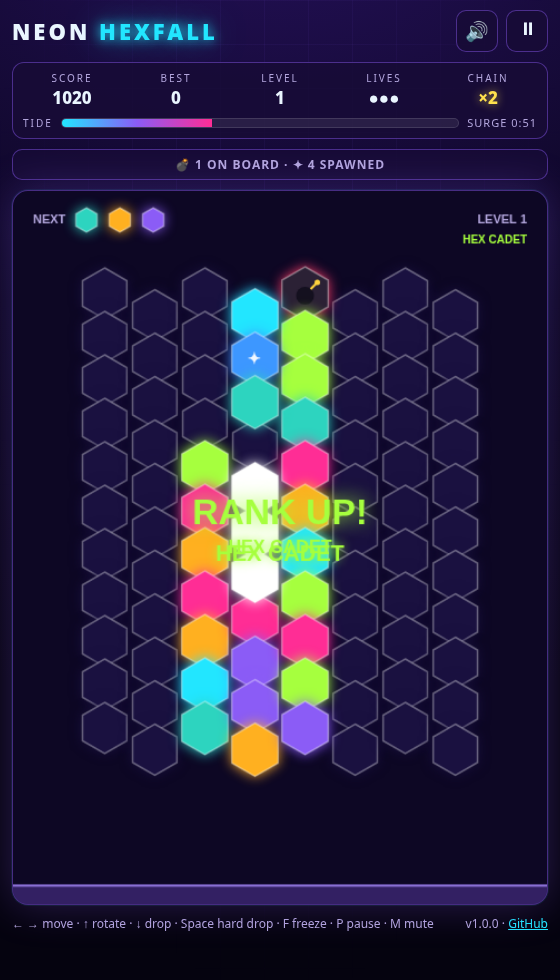 NEON HEXFALL
SCORE BEST LEVEL LIVES CHAIN
1020 0 1 ●●● ×2
TIDE SURGE 0:51
💣 1 ON BOARD · ✦ 4 SPAWNED
NEXT LEVEL 1
HEX CADET
RANK UP!
HEX CADET
HEX CADET
← → move · ↑ rotate · ↓ drop · Space hard drop · F freeze · P pause · M mute v1.0.0 · GitHub